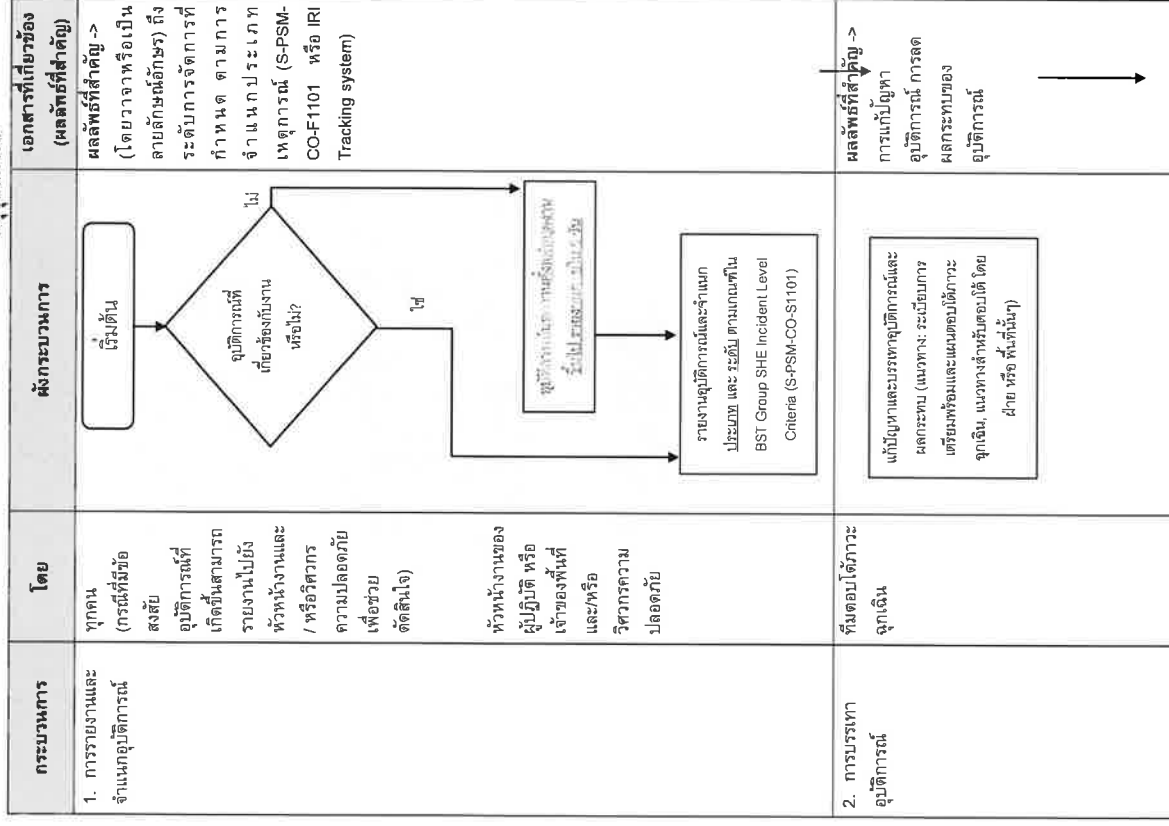 กระบวนการ
โดย
ผังกระบวนการ
เอกสารที่เกี่ยวข้อง
(ผลลัพธ์ที่สำคัญ)
1. การรายงานและ
จำแนกอุบัติการณ์
ทุกคน
(กรณีที่มีข้อ
สงสัย
อุบัติการณ์ที่
เกิดขึ้นสามารถ
รายงานไปยัง
หัวหน้างานและ
/ หรือวิศวกร
ความปลอดภัย
เพื่อช่วย
ตัดสินใจ)
หัวหน้างานของ
ผู้ปฏิบัติ หรือ
เจ้าของพื้นที่
และ/หรือ
วิศวกรความ
ปลอดภัย
เริ่มต้น
อุบัติการณ์ที่
เกี่ยวข้องกับงาน
หรือไม่?
ไม่
ใช่
รายงานอุบัติการณ์และจำแนก
ประเภท และ ระดับ ตามเกณฑ์ใน
BST Group SHE Incident Level
Criteria (S-PSM-CO-S1101)
ผลลัพธ์ที่สำคัญ ->
(โดยวาจาหรือเป็น
ลายลักษณ์อักษร) ถึง
ระดับการจัดการที่
กำหนด ตามการ
จำแนกประเภท
เหตุการณ์ (S-PSM-
CO-F1101 หรือ IRI
Tracking system)
2. การบรรเทา
อุบัติการณ์
ทีมตอบโต้ภาวะ
ฉุกเฉิน
แก้ปัญหาและบรรเทาอุบัติการณ์และ
ผลกระทบ (แนวทาง: ระเบียบการ
เตรียมพร้อมและแผนตอบโต้ภาวะ
ฉุกเฉิน, แนวทางสำหรับตอบโต้ โดย
ฝ่าย หรือ พื้นที่นั้นๆ)
ผลลัพธ์ที่สำคัญ ->
การแก้ปัญหา
อุบัติการณ์ การลด
ผลกระทบของ
อุบัติการณ์